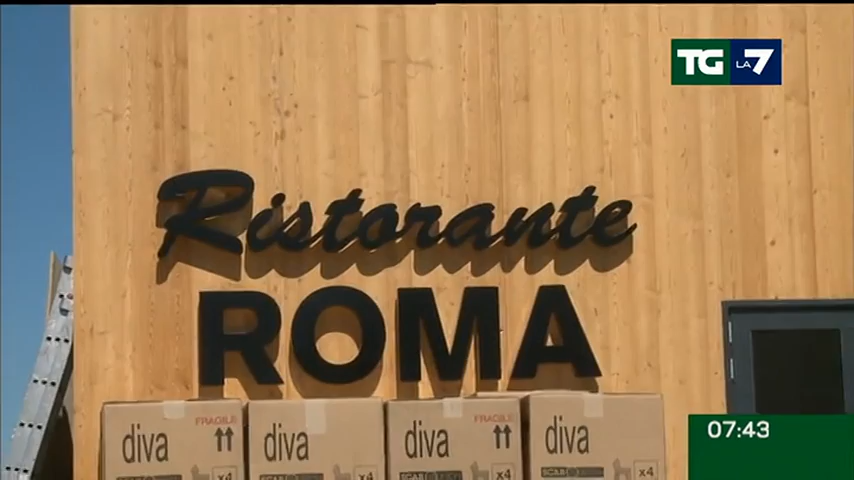 TG LA7
Ristorante
ROMA
diva FRAGILE
diva
diva FRAGILE
diva
x4
x4
x4
07:43